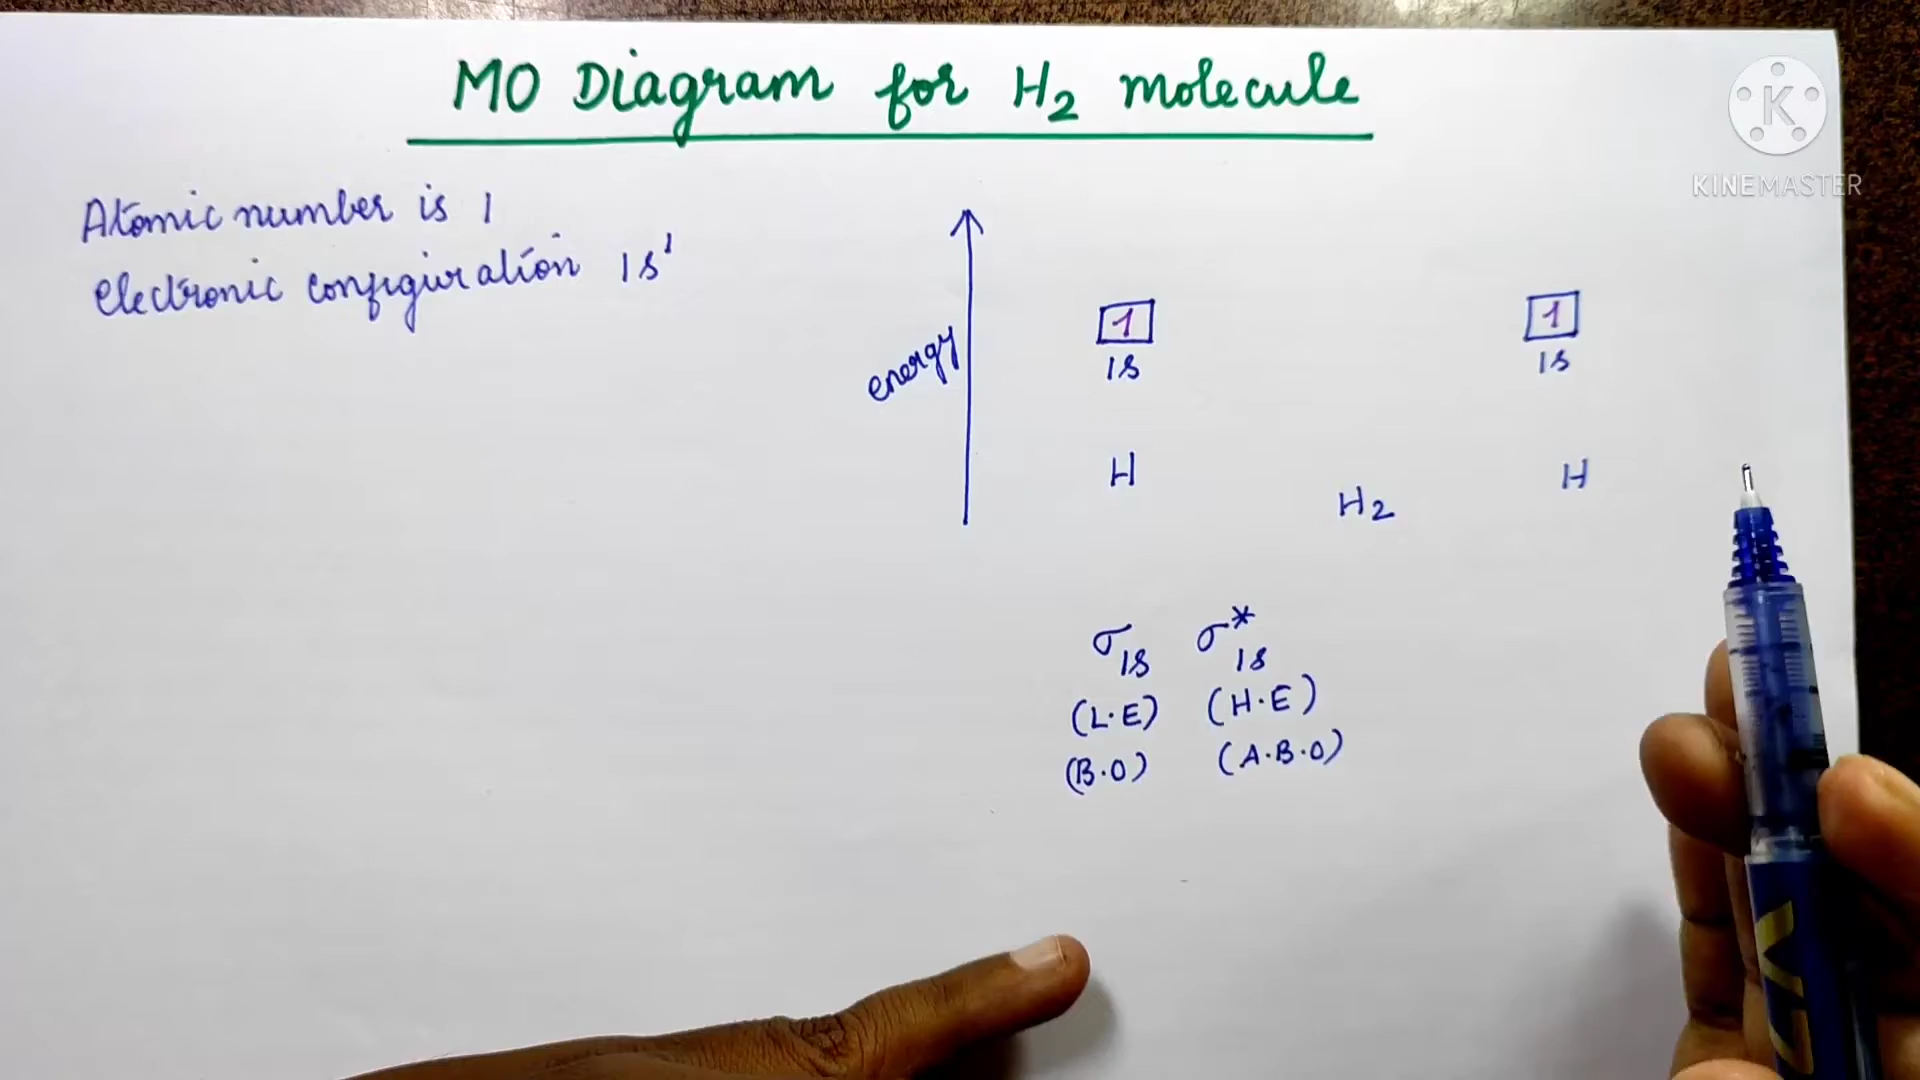 MO Diagram for H₂ molecule
K
KINEMASTER
Atomic number is 1
Electronic configuration 1s¹
energy
1 1
1s 1s
H H
H₂
σ1s σ*1s
(L.E) (H.E)
(B.O) (A.B.O)